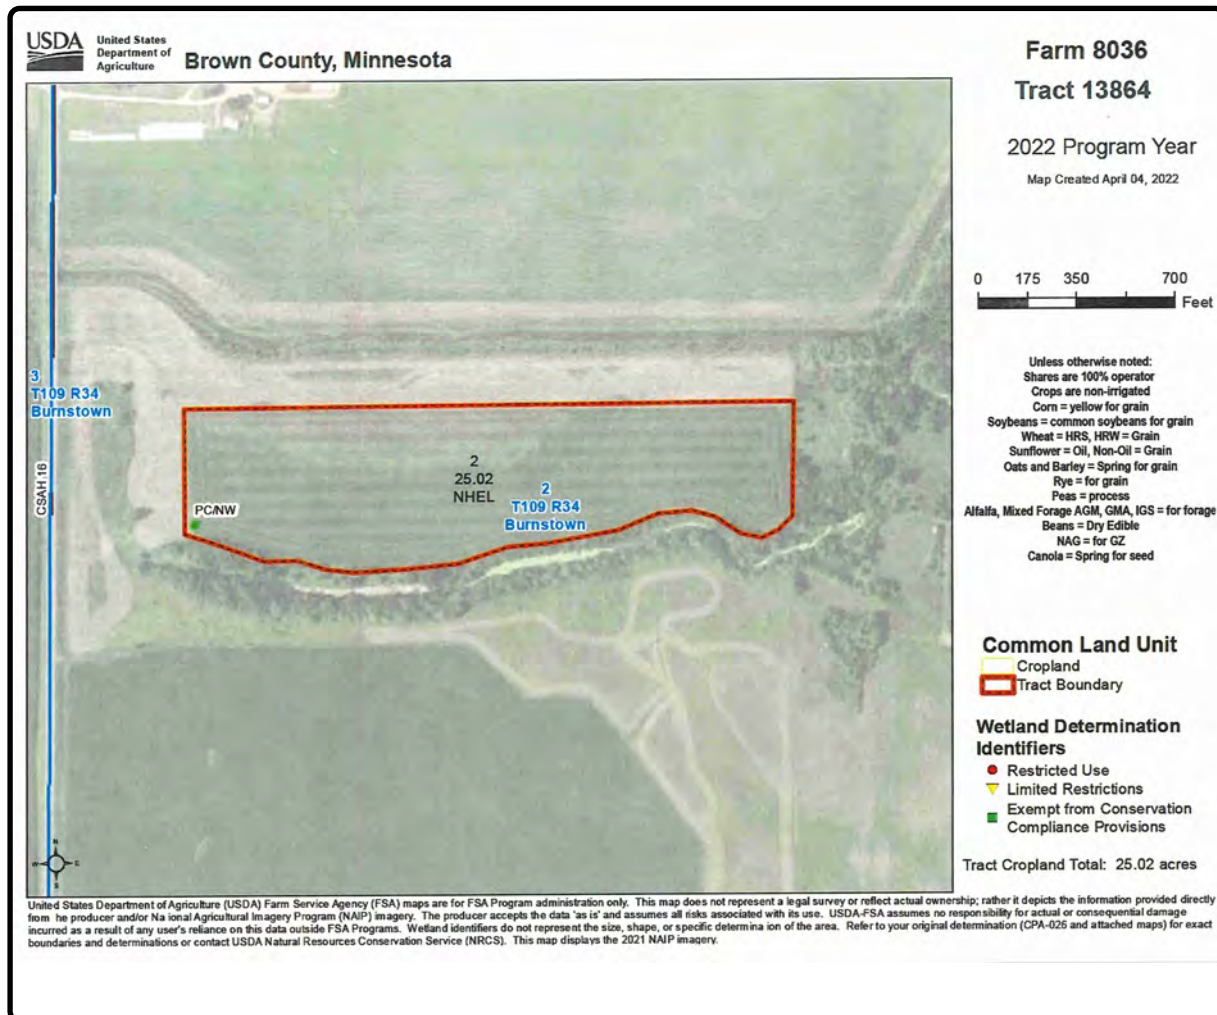 USDA
United States
Department of
Agriculture
Brown County, Minnesota
Farm 8036
Tract 13864
2022 Program Year
Map Created April 04, 2022
0 175 350 700
Feet
Unless otherwise noted:
Shares are 100% operator
Crops are non-irrigated
Corn = yellow for grain
Soybeans = common soybeans for grain
Wheat = HRS, HRW = Grain
Sunflower = Oil, Non-Oil = Grain
Oats and Barley = Spring for grain
Rye = for grain
Peas = process
Alfalfa, Mixed Forage AGM, GMA, IGS = for forage
Beans = Dry Edible
NAG = for GZ
Canola = Spring for seed
3
T109 R34
Burnstown
CSAH 16
2
25.02
NHEL
2
T109 R34
Burnstown
PC/NW
N
W E
S
Common Land Unit
Cropland
Tract Boundary
Wetland Determination
Identifiers
Restricted Use
Limited Restrictions
Exempt from Conservation
Compliance Provisions
Tract Cropland Total: 25.02 acres
United States Department of Agriculture (USDA) Farm Service Agency (FSA) maps are for FSA Program administration only. This map does not represent a legal survey or reflect actual ownership; rather it depicts the information provided directly
from he producer and/or Na ional Agricultural Imagery Program (NAIP) imagery. The producer accepts the data 'as is' and assumes all risks associated with its use. USDA-FSA assumes no responsibility for actual or consequential damage
incurred as a result of any user's reliance on this data outside FSA Programs. Wetland identifiers do not represent the size, shape, or specific determina ion of the area. Refer to your original determination (CPA-026 and attached maps) for exact
boundaries and determinations or contact USDA Natural Resources Conservation Service (NRCS). This map displays the 2021 NAIP imagery.